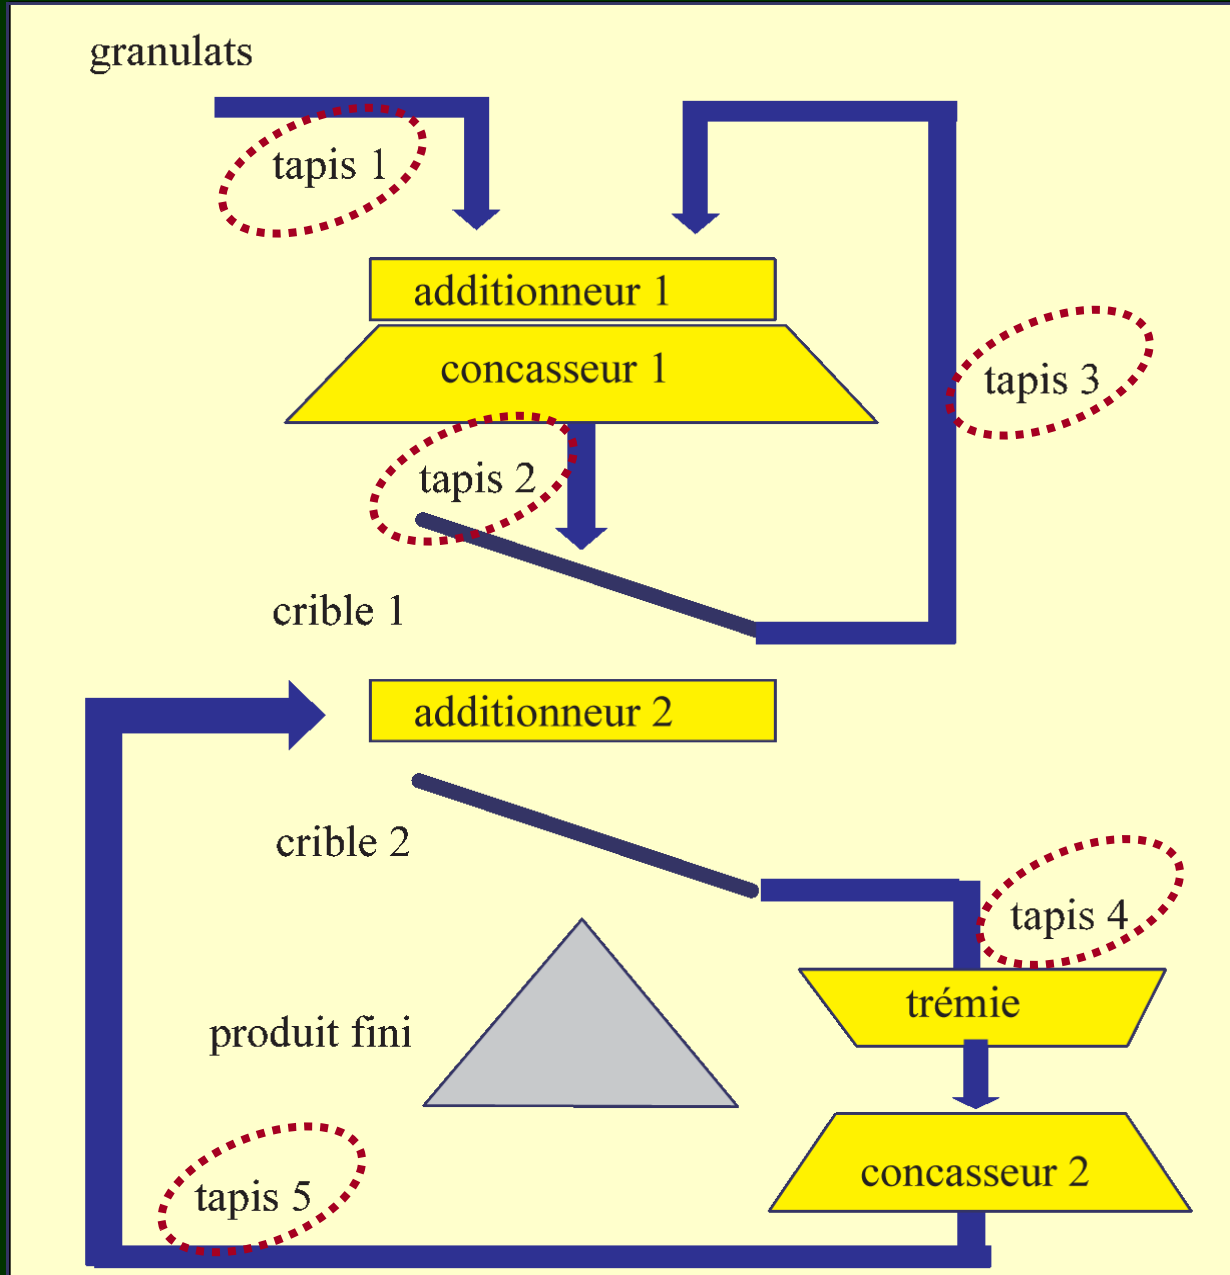 granulats
tapis 1
additionneur 1
concasseur 1
tapis 3
tapis 2
crible 1
additionneur 2
crible 2
tapis 4
trémie
produit fini
concasseur 2
tapis 5